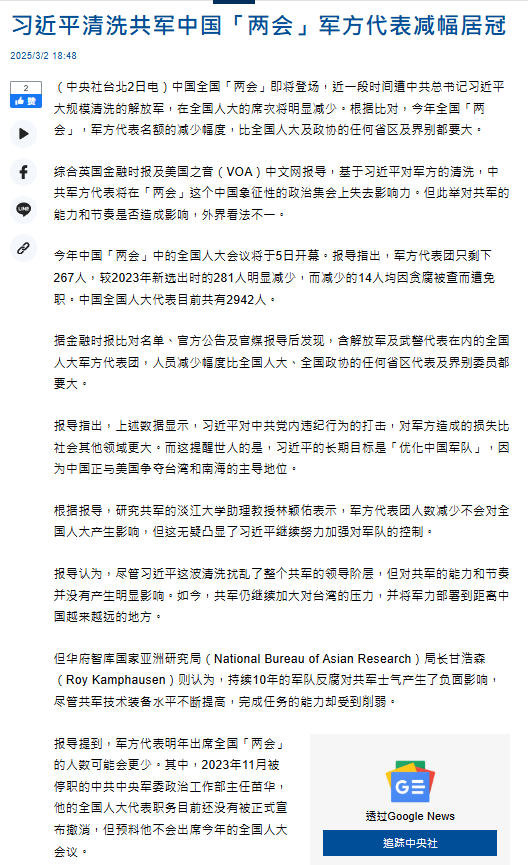 习近平清洗共军中国「两会」军方代表减幅居冠
2025/3/2 18:48
2
赞
（中央社台北2日电）中国全国「两会」即将登场，近一段时间遭中共总书记习近平
大规模清洗的解放军，在全国人大的席次将明显减少。根据比对，今年全国「两
会」，军方代表名额的减少幅度，比全国人大及政协的任何省区及界别都要大。
综合英国金融时报及美国之音（VOA）中文网报导，基于习近平对军方的清洗，中
共军方代表将在「两会」这个中国象征性的政治集会上失去影响力。但此举对共军的
能力和节奏是否造成影响，外界看法不一。
LINE
今年中国「两会」中的全国人大会议将于5日开幕。报导指出，军方代表团只剩下
267人，较2023年新选出时的281人明显减少，而减少的14人均因贪腐被查而遭免
职。中国全国人大代表目前共有2942人。
据金融时报比对名单、官方公告及官媒报导后发现，含解放军及武警代表在内的全国
人大军方代表团，人员减少幅度比全国人大、全国政协的任何省区代表及界别委员都
要大。
报导指出，上述数据显示，习近平对中共党内违纪行为的打击，对军方造成的损失比
社会其他领域更大。而这提醒世人的是，习近平的长期目标是「优化中国军队」，因
为中国正与美国争夺台湾和南海的主导地位。
根据报导，研究共军的淡江大学助理教授林颖佑表示，军方代表团人数减少不会对全
国人大产生影响，但这无疑凸显了习近平继续努力加强对军队的控制。
报导认为，尽管习近平这波清洗扰乱了整个共军的领导阶层，但对共军的能力和节奏
并没有产生明显影响。如今，共军仍继续加大对台湾的压力，并将军力部署到距离中
国越来越远的地方。
但华府智库国家亚洲研究局（National Bureau of Asian Research）局长甘浩森
（Roy Kamphausen）则认为，持续10年的军队反腐对共军士气产生了负面影响，
尽管共军技术装备水平不断提高，完成任务的能力却受到削弱。
报导提到，军方代表明年出席全国「两会」
的人数可能会更少。其中，2023年11月被
停职的中共中央军委政治工作部主任苗华，
他的全国人大代表职务目前还没有被正式宣
布撤消，但预料他不会出席今年的全国人大
会议。
GE
透过Google News
追踪中央社